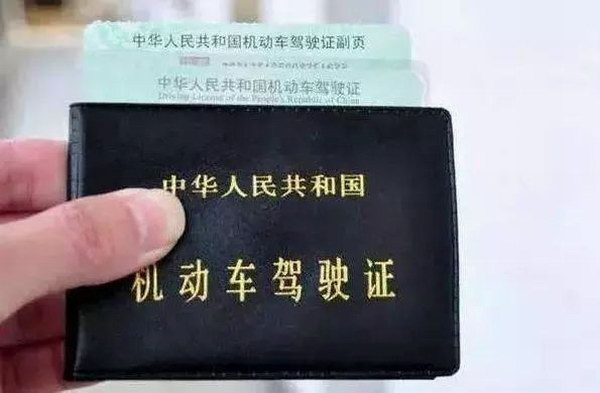 中华人民共和国机动车驾驶证副页
中华人民共和国机动车驾驶证
Driving License of the People's Republic of China
中华人民共和国
机动车驾驶证